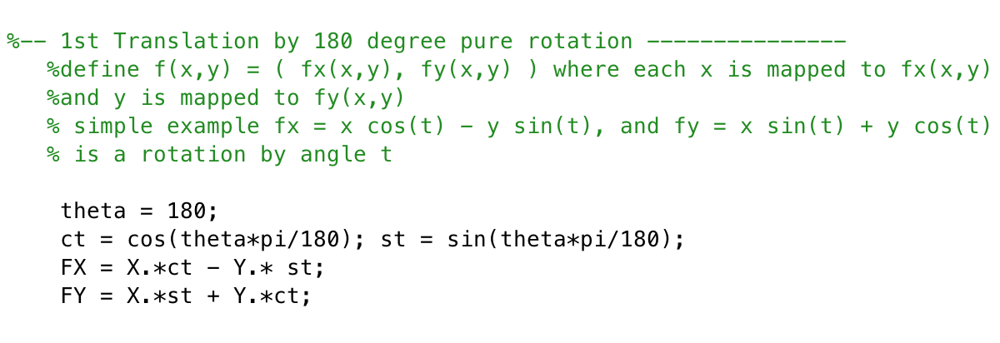 %-- 1st Translation by 180 degree pure rotation ---------------
%define f(x,y) = ( fx(x,y), fy(x,y) ) where each x is mapped to fx(x,y)
%and y is mapped to fy(x,y)
% simple example fx = x cos(t) - y sin(t), and fy = x sin(t) + y cos(t)
% is a rotation by angle t
theta = 180;
ct = cos(theta*pi/180); st = sin(theta*pi/180);
FX = X.*ct - Y.* st;
FY = X.*st + Y.*ct;